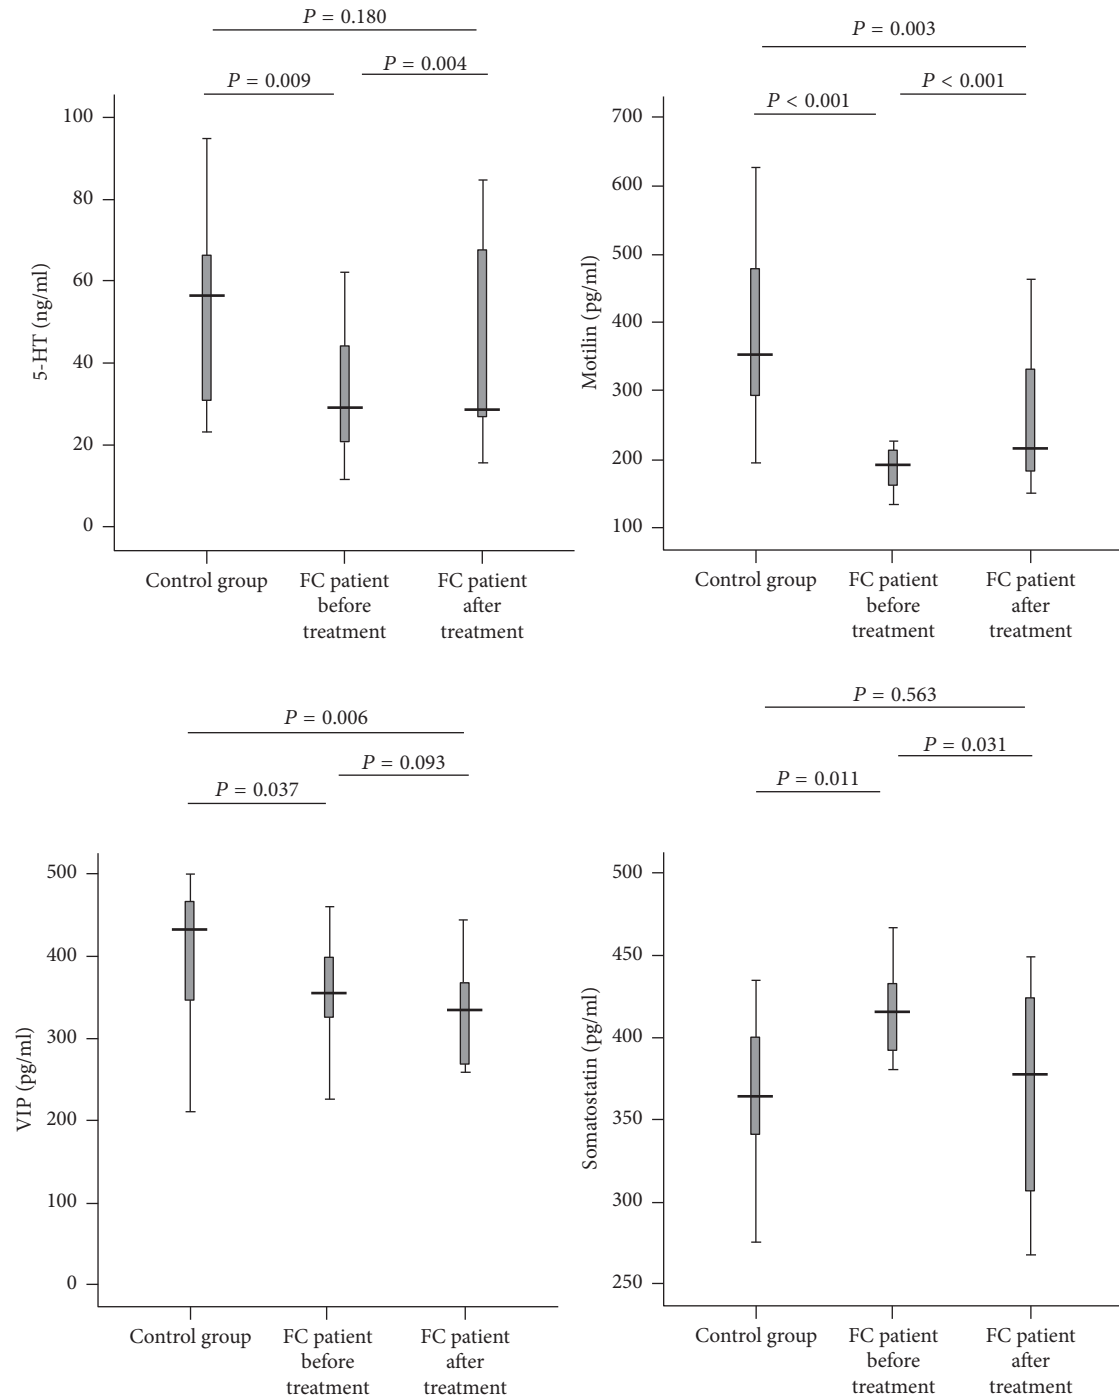 P = 0.180
P = 0.004
P = 0.009
100
80
60
40
20
0
5-HT (ng/ml)
Control group
FC patient
before
treatment
FC patient
after
treatment
P = 0.003
P < 0.001
P < 0.001
700
600
500
400
300
200
100
Motilin (pg/ml)
Control group
FC patient
before
treatment
FC patient
after
treatment
P = 0.006
P = 0.093
P = 0.037
500
400
300
200
100
0
VIP (pg/ml)
Control group
FC patient
before
treatment
FC patient
after
treatment
P = 0.563
P = 0.031
P = 0.011
500
450
400
350
300
250
Somatostatin (pg/ml)
Control group
FC patient
before
treatment
FC patient
after
treatment